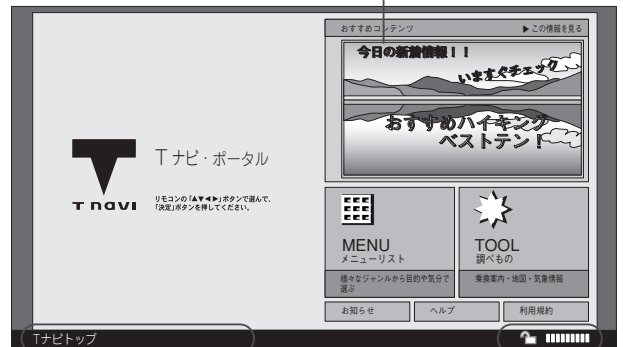 おすすめコンテンツ ▶この情報を見る
今日の新着情報！！
いますぐチェック
おすすめハイキング
ベストテン！
Tナビ・ポータル
T navi
リモコンの「▲▼◀▶」ボタンで選んで、
「決定」ボタンを押してください。
MENU
メニューリスト
様々なジャンルから目的や気分で
選ぶ
TOOL
調べもの
乗換案内・地図・気象情報
お知らせ
ヘルプ
利用規約
Tナビトップ